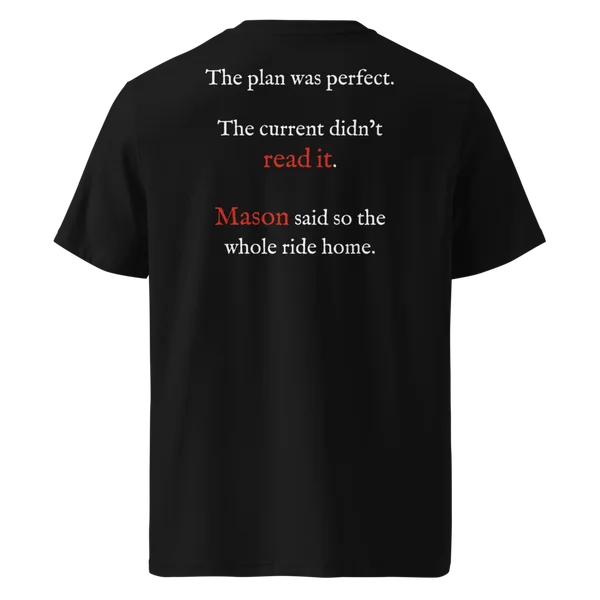 The plan was perfect.
The current didn't
read it.
Mason said so the
whole ride home.